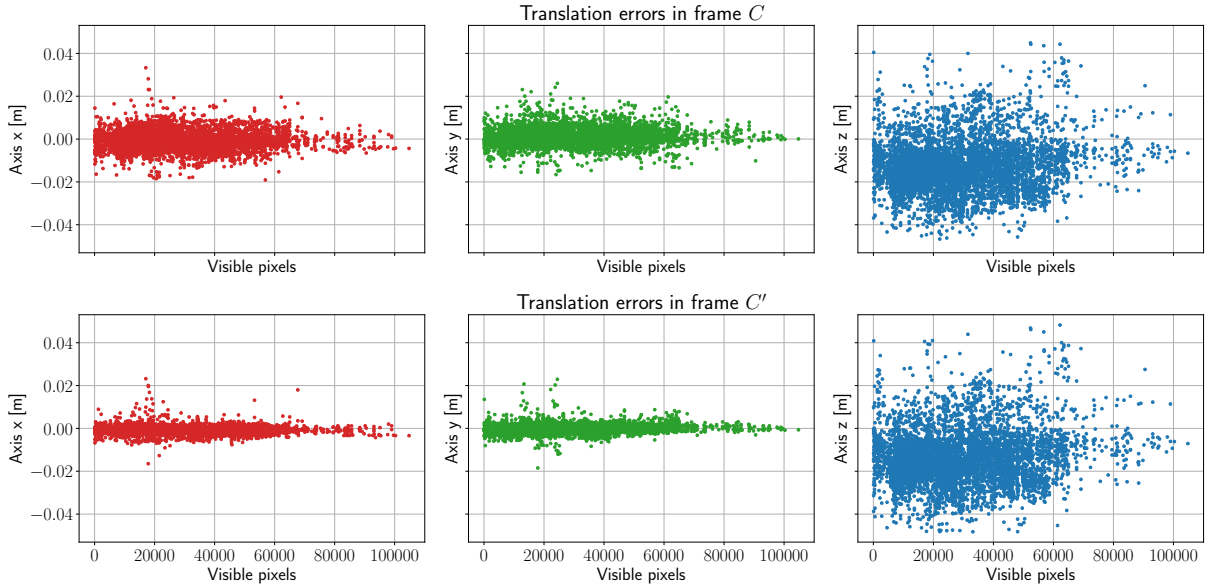 Translation errors in frame C
0.04
0.02
0.00
−0.02
−0.04
Axis x [m]
Axis y [m]
Axis z [m]
Visible pixels
Visible pixels
Visible pixels
Translation errors in frame C′
0.04
0.02
0.00
−0.02
−0.04
Axis x [m]
Axis y [m]
Axis z [m]
0 20000 40000 60000 80000 100000
0 20000 40000 60000 80000 100000
0 20000 40000 60000 80000 100000
Visible pixels
Visible pixels
Visible pixels